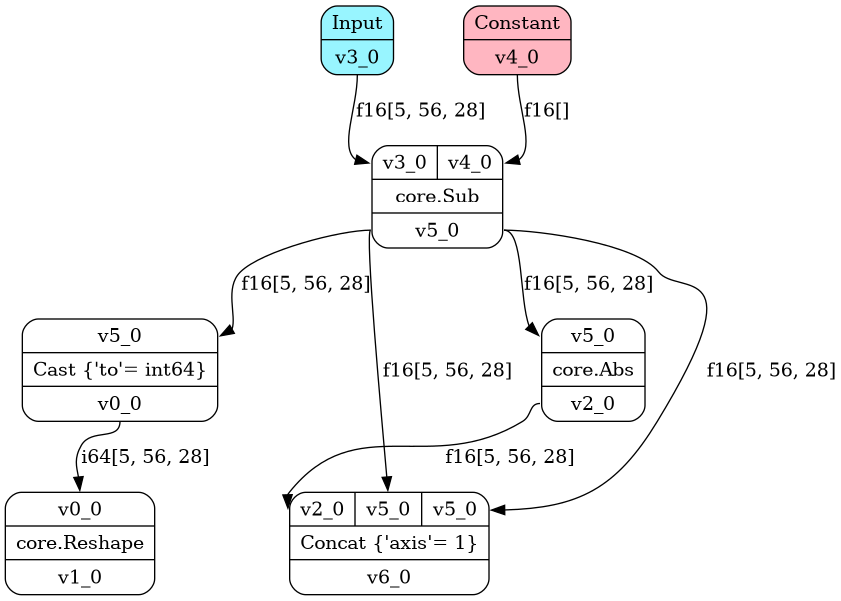 Input
v3_0
Constant
v4_0
f16[5, 56, 28]
f16[]
v3_0 v4_0
core.Sub
v5_0
f16[5, 56, 28]
f16[5, 56, 28]
v5_0
Cast {'to'= int64}
v0_0
f16[5, 56, 28]
v5_0
core.Abs
v2_0
f16[5, 56, 28]
i64[5, 56, 28]
f16[5, 56, 28]
v0_0
core.Reshape
v1_0
v2_0 v5_0 v5_0
Concat {'axis'= 1}
v6_0